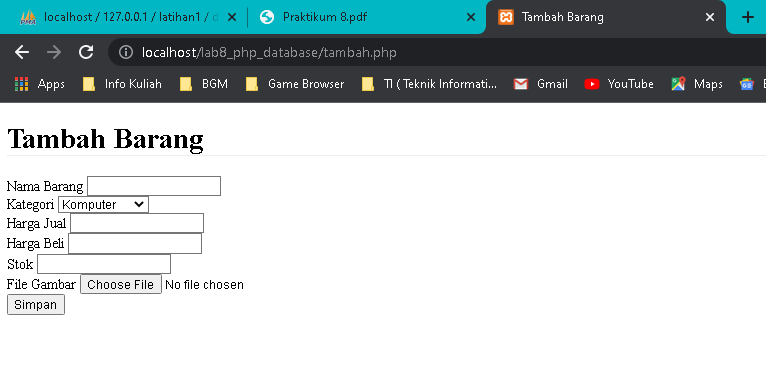 localhost / 127.0.0.1 / latihan1 / d
Praktikum 8.pdf
Tambah Barang
localhost/lab8_php_database/tambah.php
Apps
Info Kuliah
BGM
Game Browser
TI ( Teknik Informati...
Gmail
YouTube
Maps
Tambah Barang
Nama Barang
Kategori Komputer
Harga Jual
Harga Beli
Stok
File Gambar Choose File No file chosen
Simpan